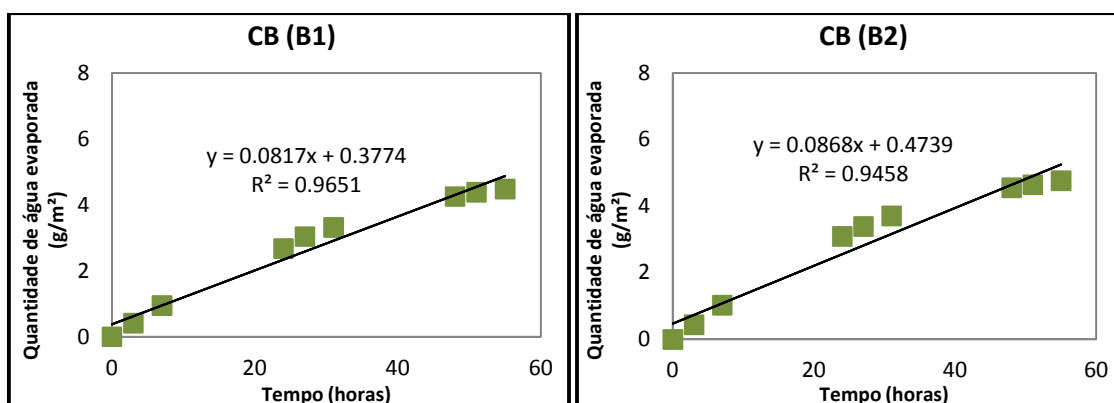 CB (B1)
Quantidade de água evaporada
(g/m²)
8
6
4
2
0
y = 0.0817x + 0.3774
R² = 0.9651
0
20
40
60
Tempo (horas)
CB (B2)
Quantidade de água evaporada
(g/m²)
8
6
4
2
0
y = 0.0868x + 0.4739
R² = 0.9458
0
20
40
60
Tempo (horas)